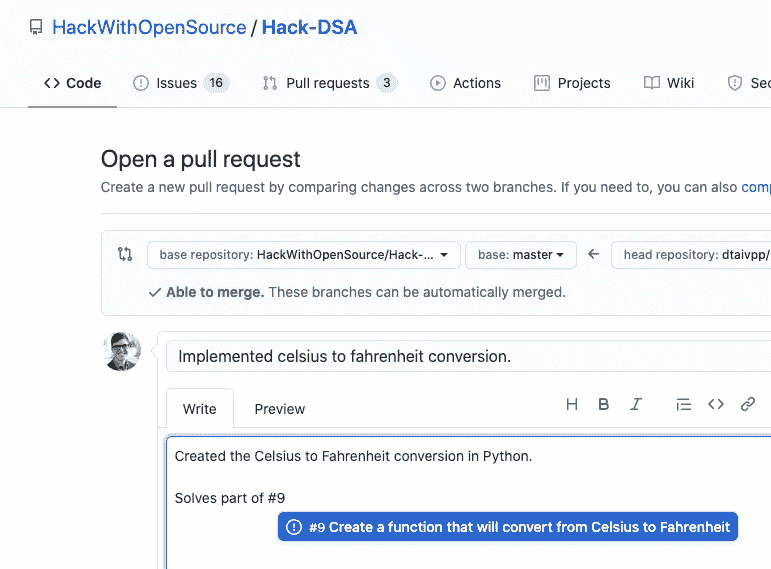 HackWithOpenSource / Hack-DSA
Code Issues 16 Pull requests 3 Actions Projects Wiki Sec
Open a pull request
Create a new pull request by comparing changes across two branches. If you need to, you can also comp
base repository: HackWithOpenSource/Hack-... base: master head repository: dtaivpp/
Able to merge. These branches can be automatically merged.
Implemented celsius to fahrenheit conversion.
Write Preview H B I
Created the Celsius to Fahrenheit conversion in Python.
Solves part of #9
#9 Create a function that will convert from Celsius to Fahrenheit